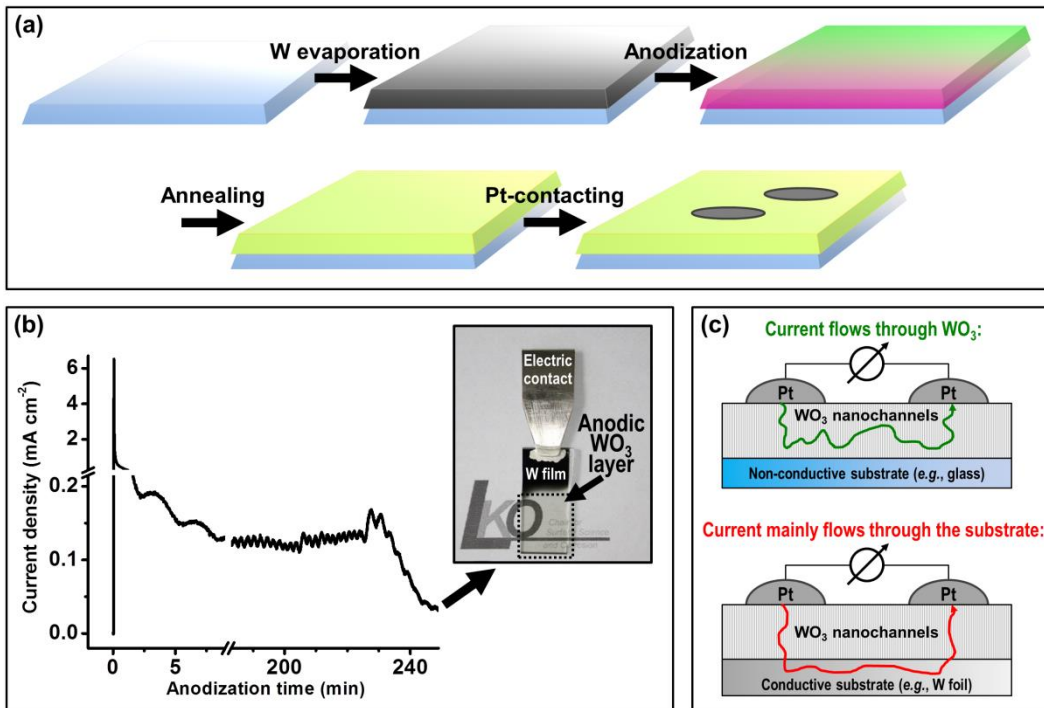 (a)
W evaporation
Anodization
Annealing
Pt-contacting
(b)
Current density (mA cm⁻²)
6
4
2
0.2
0.1
0.0
0
5
200
240
Anodization time (min)
Electric
contact
W film
Anodic
WO₃
layer
LKO
Surface Science
(c)
Current flows through WO₃:
Pt
Pt
WO₃ nanochannels
Non-conductive substrate (e.g., glass)
Current mainly flows through the substrate:
Pt
Pt
WO₃ nanochannels
Conductive substrate (e.g., W foil)